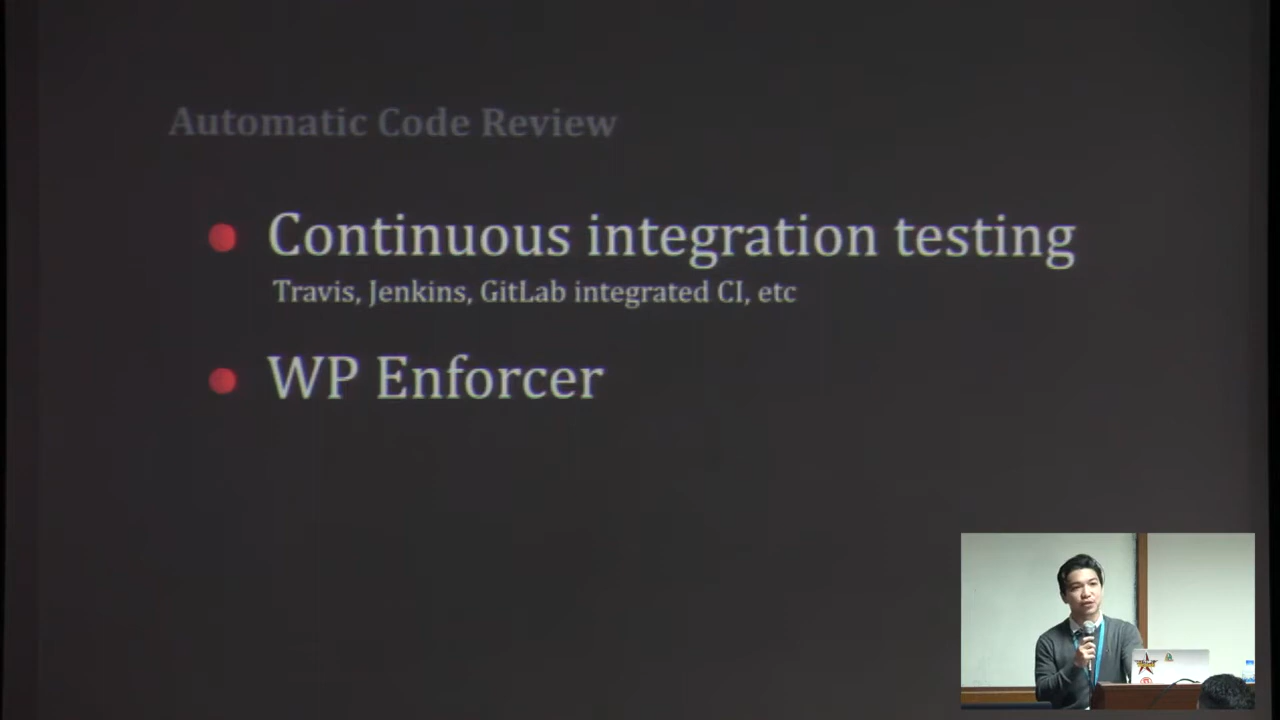 Automatic Code Review
Continuous integration testing
Travis, Jenkins, GitLab integrated CI, etc
WP Enforcer